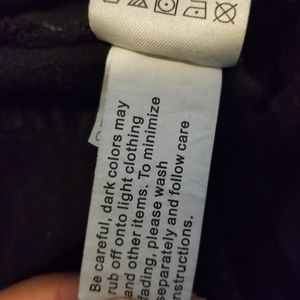 Be careful, dark colors may
rub off onto light clothing
and other items. To minimize
fading, please wash
separately and follow care
instructions.